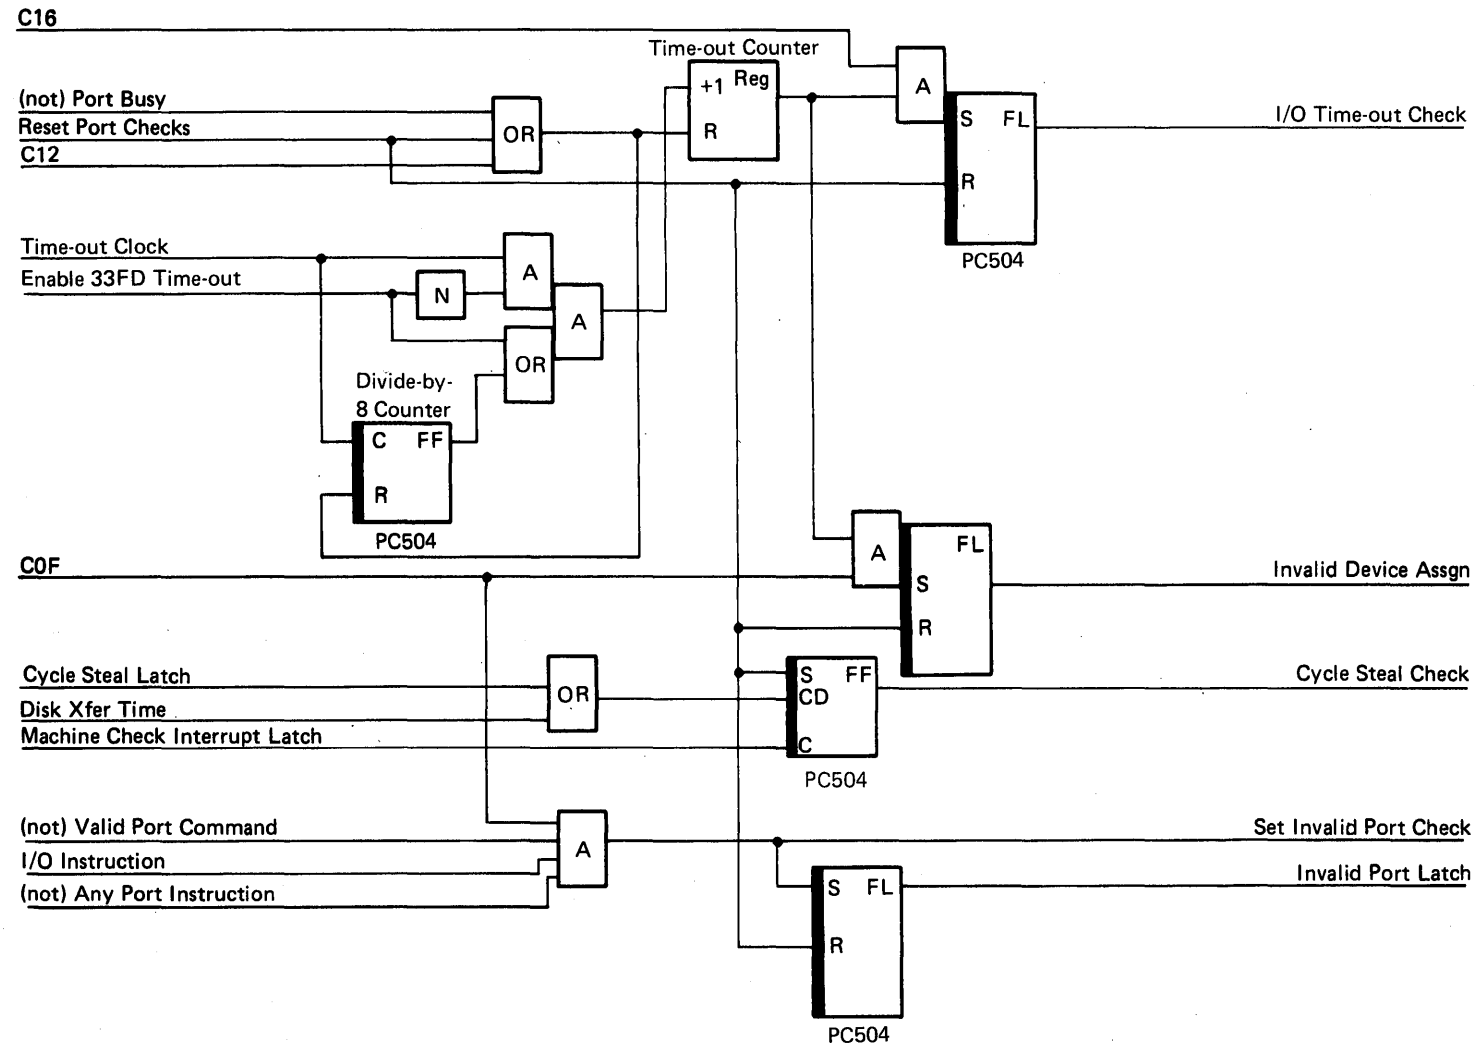 C16
Time-out Counter
+1 Reg
R
A
S FL
R
PC504
I/O Time-out Check
(not) Port Busy
Reset Port Checks
C12
OR
Time-out Clock
Enable 33FD Time-out
N
A
A
OR
Divide-by-
8 Counter
C FF
R
PC504
C0F
A
FL
S
R
Invalid Device Assgn
Cycle Steal Latch
Disk Xfer Time
Machine Check Interrupt Latch
OR
S FF
CD
C
PC504
Cycle Steal Check
(not) Valid Port Command
I/O Instruction
(not) Any Port Instruction
A
Set Invalid Port Check
Invalid Port Latch
S FL
R
PC504